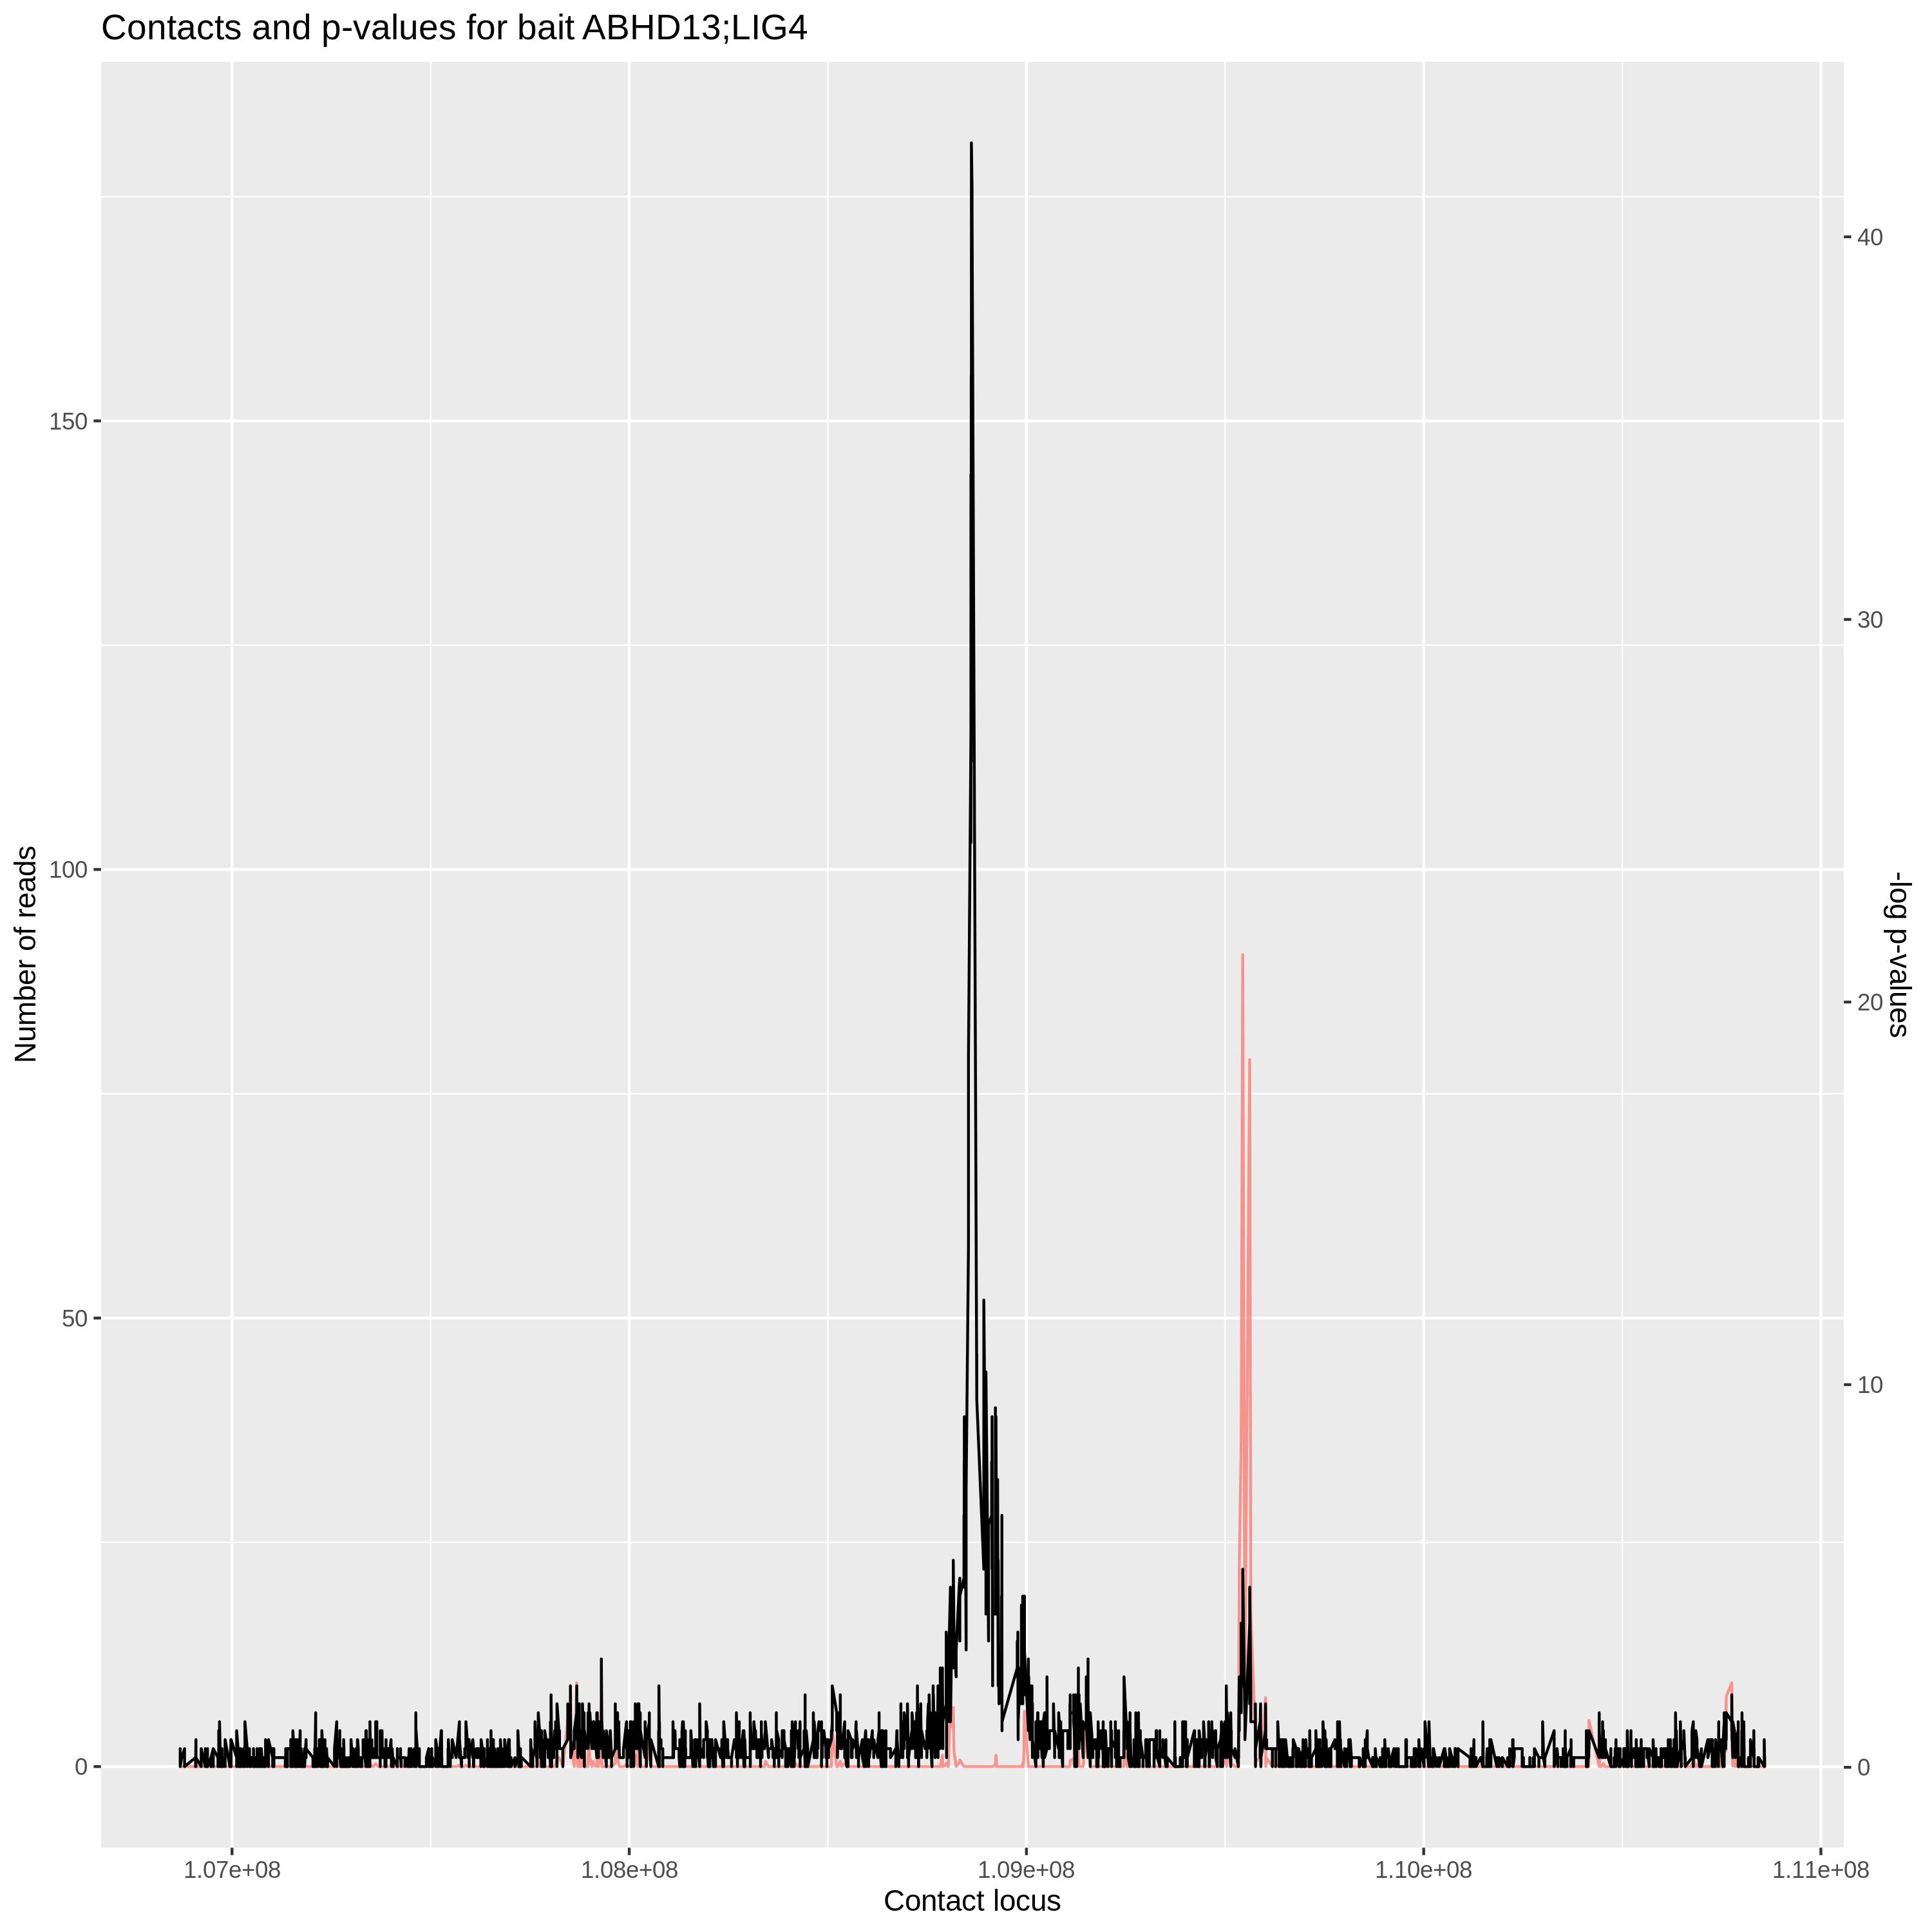 Contacts and p-values for bait ABHD13;LIG4
Number of reads
150
100
50
0
40
30
20
10
0
-log p-values
1.07e+08 1.08e+08 1.09e+08 1.10e+08 1.11e+08
Contact locus